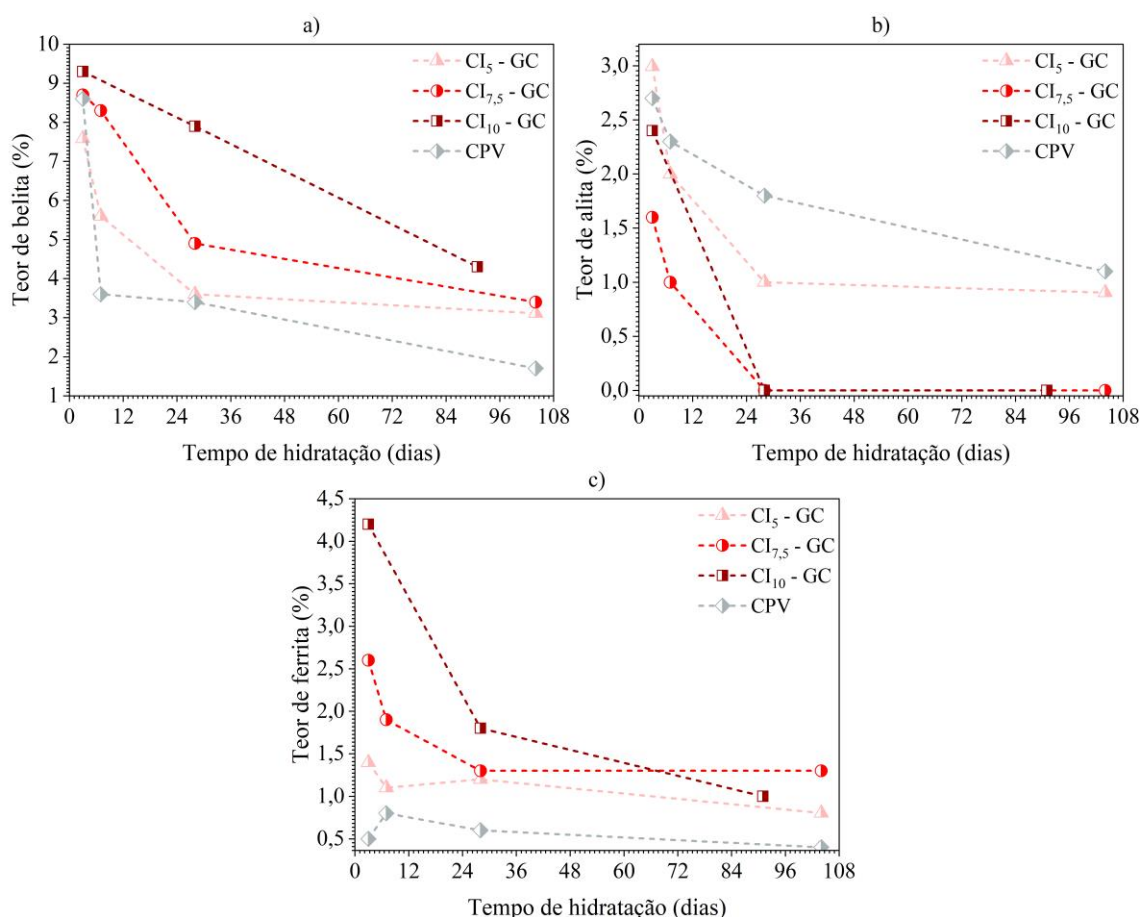 a)
Teor de belita (%)
10
9
8
7
6
5
4
3
2
1
0 12 24 36 48 60 72 84 96 108
Tempo de hidratação (dias)
CI5 - GC
CI7,5 - GC
CI10 - GC
CPV
b)
Teor de alita (%)
3,0
2,5
2,0
1,5
1,0
0,5
0,0
0 12 24 36 48 60 72 84 96 108
Tempo de hidratação (dias)
CI5 - GC
CI7,5 - GC
CI10 - GC
CPV
c)
Teor de ferrita (%)
4,5
4,0
3,5
3,0
2,5
2,0
1,5
1,0
0,5
0 12 24 36 48 60 72 84 96 108
Tempo de hidratação (dias)
CI5 - GC
CI7,5 - GC
CI10 - GC
CPV